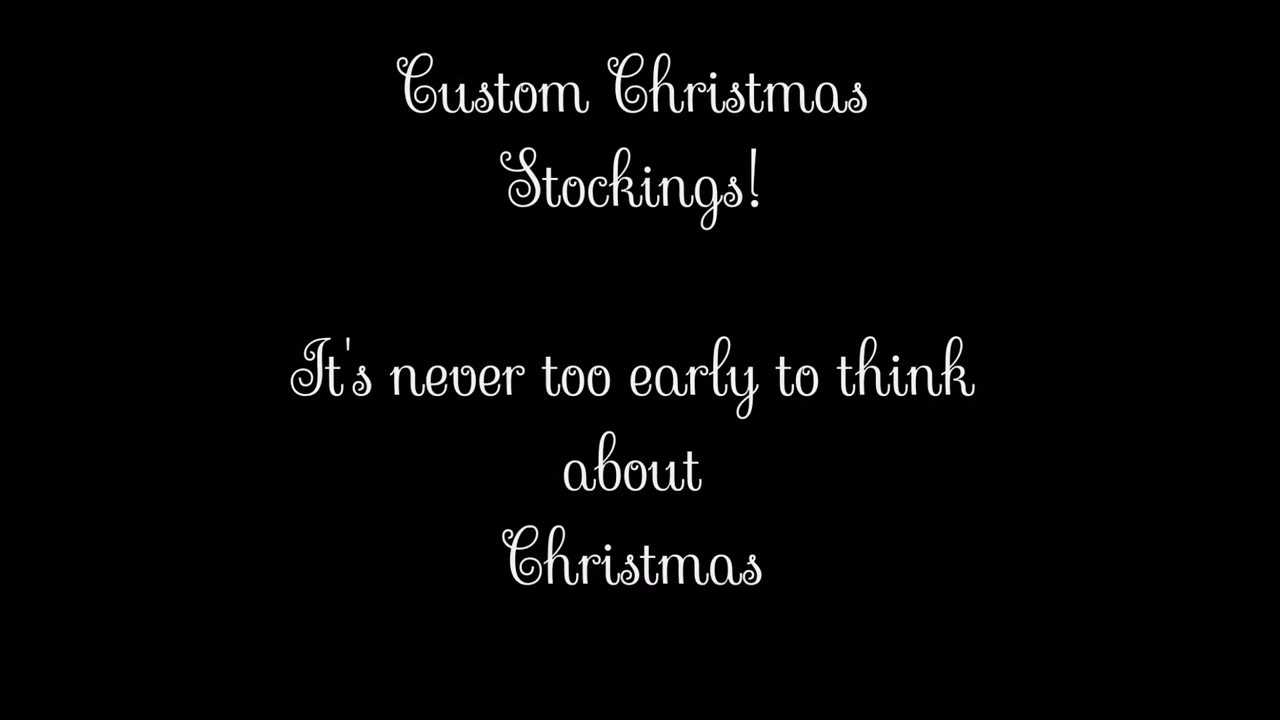 Custom Christmas
Stockings!
It's never too early to think
about
Christmas